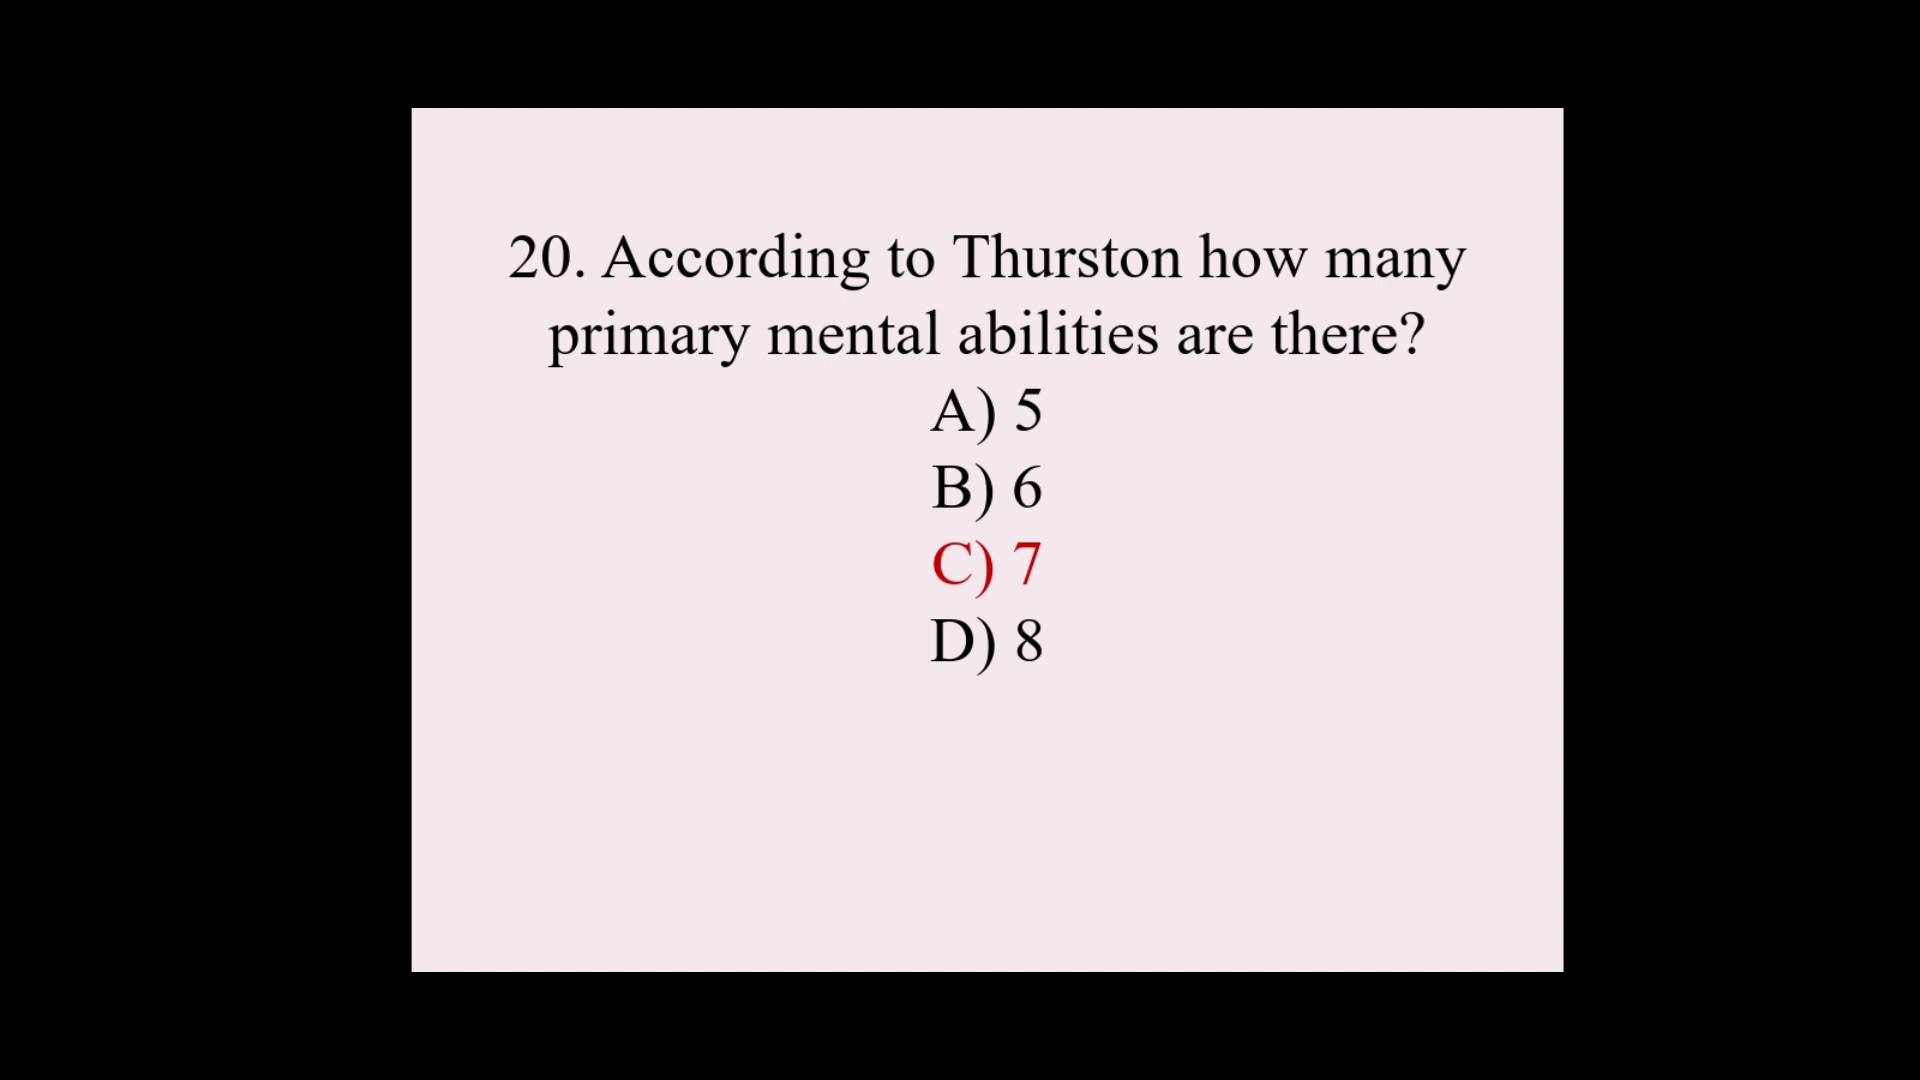 20. According to Thurston how many
primary mental abilities are there?
A) 5
B) 6
C) 7
D) 8